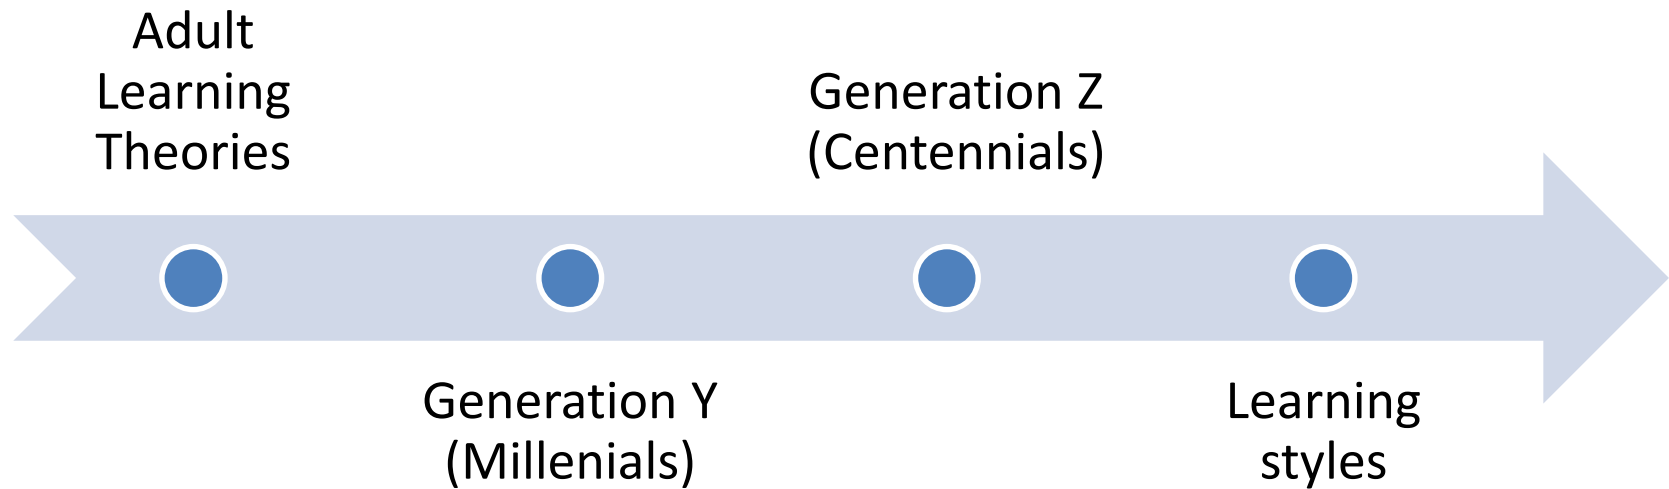 Adult
Learning
Theories
Generation Y
(Millenials)
Generation Z
(Centennials)
Learning
styles